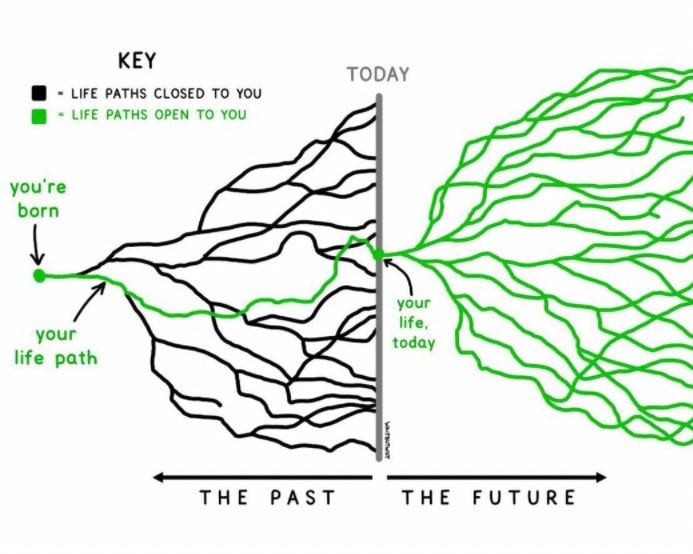 KEY
= LIFE PATHS CLOSED TO YOU
= LIFE PATHS OPEN TO YOU
TODAY
you're
born
your
life path
your
life,
today
WAITBUTWHY
THE PAST
THE FUTURE